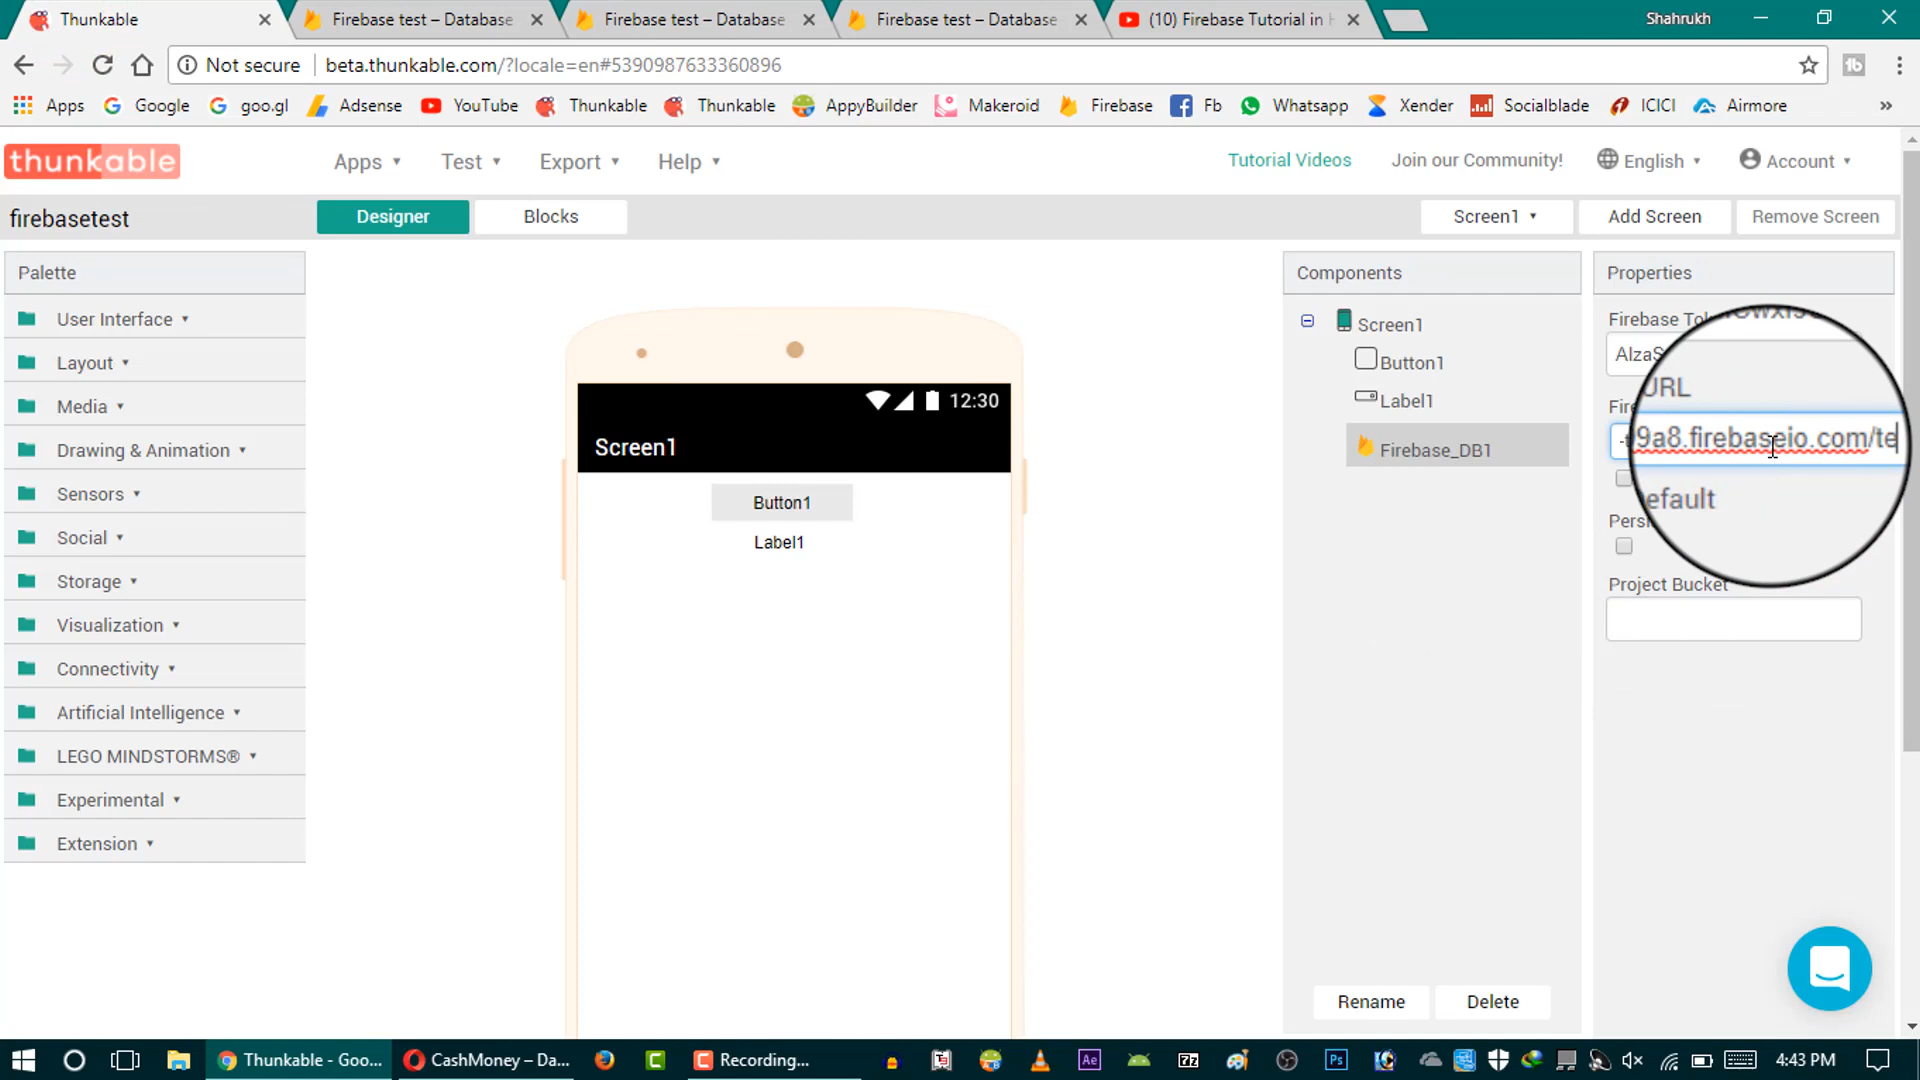 Thunkable
Firebase test – Database
Firebase test – Database
Firebase test – Database
(10) Firebase Tutorial in
Shahrukh
Not secure
beta.thunkable.com/?locale=en#5390987633360896
Apps
Google
goo.gl
Adsense
YouTube
Thunkable
Thunkable
AppyBuilder
Makeroid
Firebase
Fb
Whatsapp
Xender
Socialblade
ICICI
Airmore
»
thunkable
Apps
Test
Export
Help
Tutorial Videos
Join our Community!
English
Account
firebasetest
Designer
Blocks
Screen1
Add Screen
Remove Screen
Palette
User Interface
Layout
Media
Drawing & Animation
Sensors
Social
Storage
Visualization
Connectivity
Artificial Intelligence
LEGO MINDSTORMS®
Experimental
Extension
12:30
Screen1
Button1
Label1
Components
Screen1
Button1
Label1
Firebase_DB1
Rename
Delete
Properties
Firebase
URL
9a8.firebaseio.com/te
efault
Project Bucket
Thunkable - Goo...
CashMoney – Da...
Recording...
4:43 PM